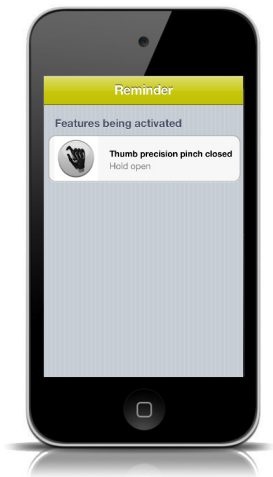 Reminder
Features being activated
Thumb precision pinch closed
Hold open